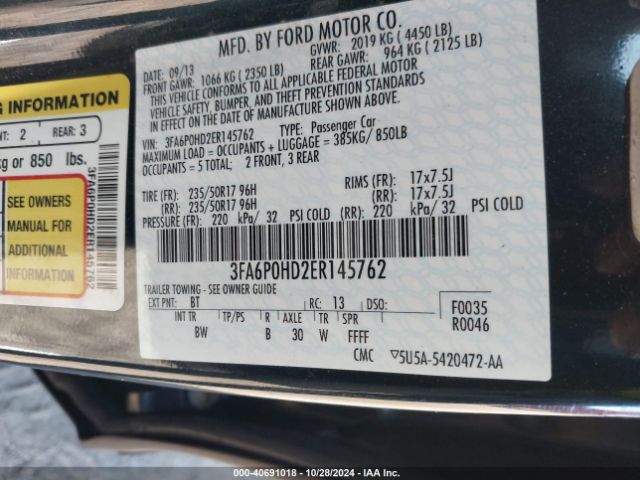 MFD. BY FORD MOTOR CO.
DATE: 09/13 GVWR: 2019 KG ( 4450 LB)
FRONT GAWR: 1066 KG ( 2350 LB) REAR GAWR: 964 KG ( 2125 LB)
THIS VEHICLE CONFORMS TO ALL APPLICABLE FEDERAL MOTOR
VEHICLE SAFETY, BUMPER, AND THEFT PREVENTION STANDARDS
IN EFFECT ON THE DATE OF MANUFACTURE SHOWN ABOVE.
VIN: 3FA6P0HD2ER145762 TYPE: Passenger Car
MAXIMUM LOAD = OCCUPANTS + LUGGAGE = 385KG/ 850LB
OCCUPANTS = 5 TOTAL; 2 FRONT, 3 REAR
TIRE (FR): 235/50R17 96H RIMS (FR): 17x7.5J
(RR): 235/50R17 96H (RR): 17x7.5J
PRESSURE (FR): 220 kPa/ 32 PSI COLD (RR): 220 kPa/ 32 PSI COLD
3FA6P0HD2ER145762
TRAILER TOWING - SEE OWNER GUIDE
EXT PNT: BT RC: 13 DSO: F0035
INT TR TP/PS R AXLE TR SPR R0046
BW B 30 W FFFF
CMC ▽5U5A-5420472-AA
G INFORMATION
NT: 2 REAR: 3
kg or 850 lbs.
SEE OWNERS
MANUAL FOR
ADDITIONAL
INFORMATION
3FA6P0HD2ER145762
000-40691018 | 10/28/2024 | IAA Inc.